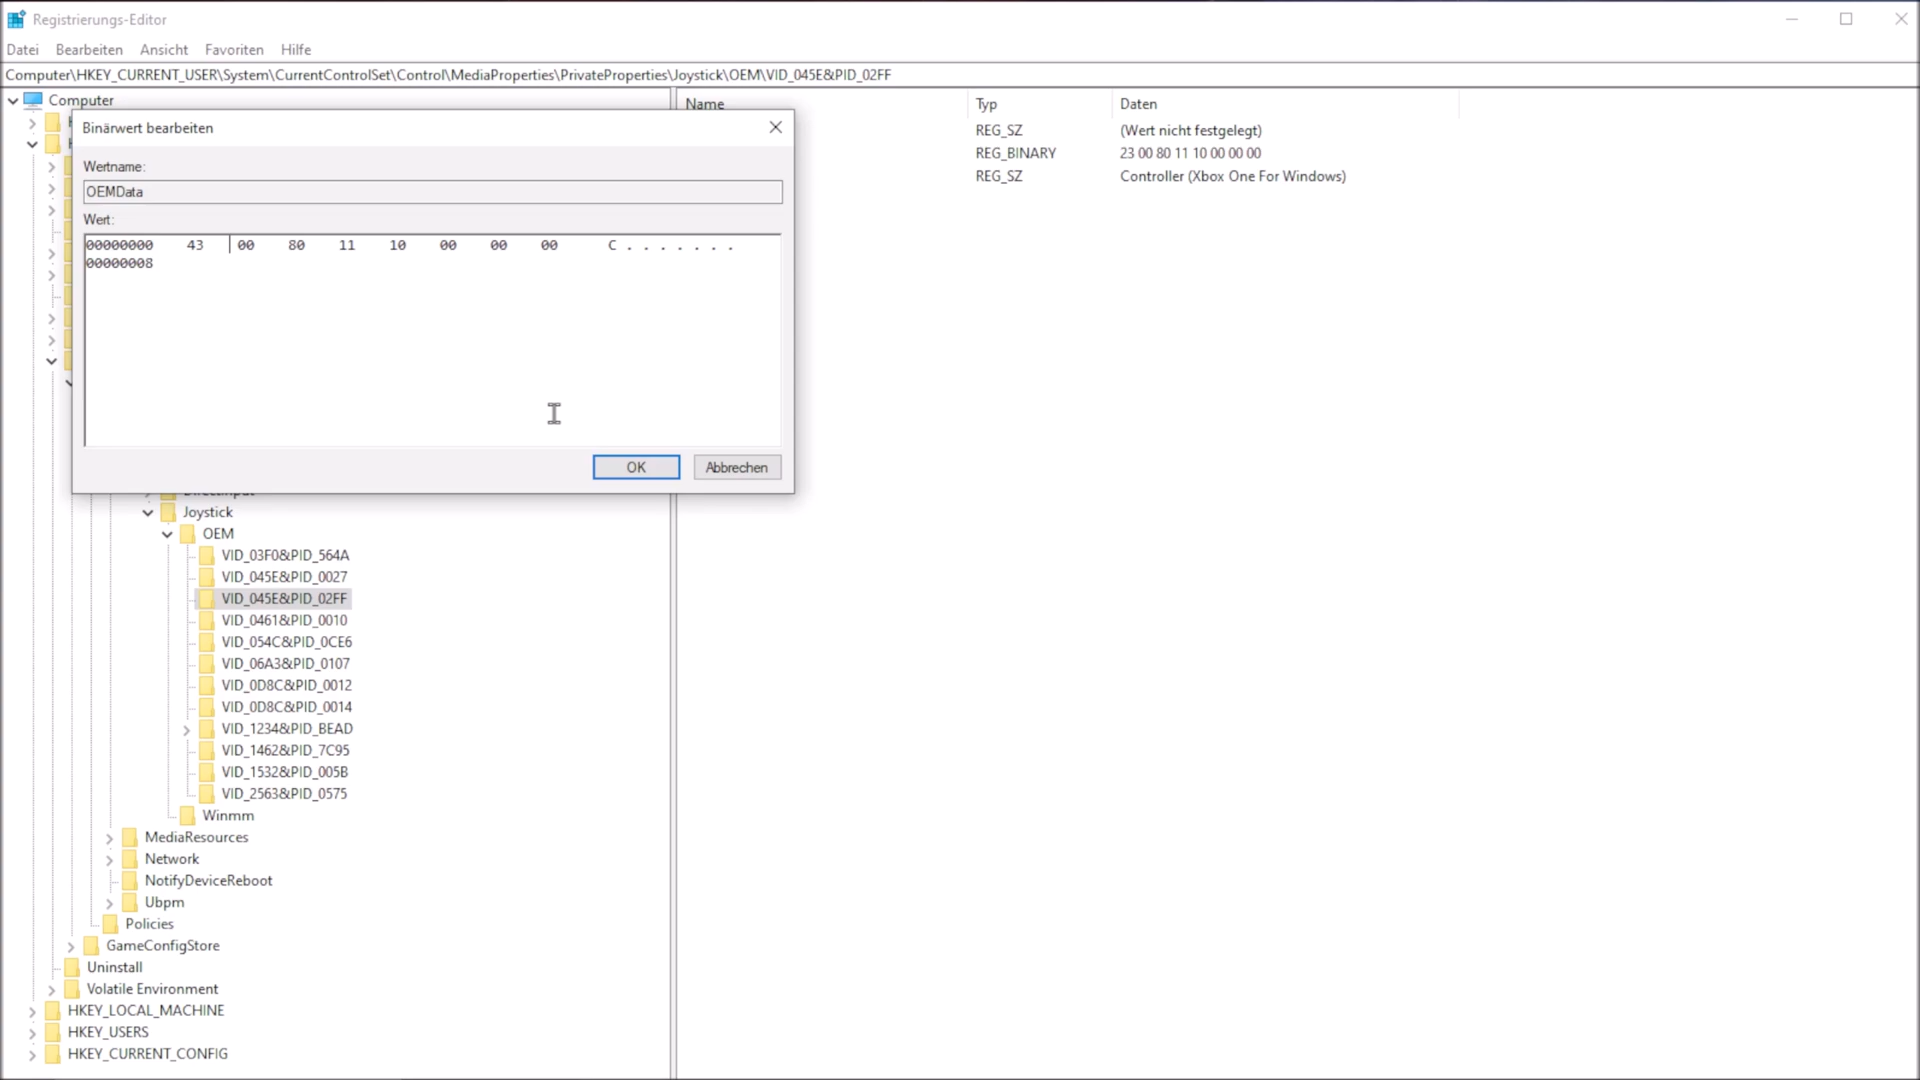 Registrierungs-Editor
Datei Bearbeiten Ansicht Favoriten Hilfe
Computer\HKEY_CURRENT_USER\System\CurrentControlSet\Control\MediaProperties\PrivateProperties\Joystick\OEM\VID_045E&PID_02FF
Computer
Name Typ Daten
REG_SZ (Wert nicht festgelegt)
REG_BINARY 23 00 80 11 10 00 00 00
REG_SZ Controller (Xbox One For Windows)
Binärwert bearbeiten
Wertname:
OEMData
Wert:
00000000 43 00 80 11 10 00 00 00 C . . . . . . .
00000008
OK Abbrechen
Joystick
OEM
VID_03F0&PID_564A
VID_045E&PID_0027
VID_045E&PID_02FF
VID_0461&PID_0010
VID_054C&PID_0CE6
VID_06A3&PID_0107
VID_0D8C&PID_0012
VID_0D8C&PID_0014
VID_1234&PID_BEAD
VID_1462&PID_7C95
VID_1532&PID_005B
VID_2563&PID_0575
Winmm
MediaResources
Network
NotifyDeviceReboot
Ubpm
Policies
GameConfigStore
Uninstall
Volatile Environment
HKEY_LOCAL_MACHINE
HKEY_USERS
HKEY_CURRENT_CONFIG